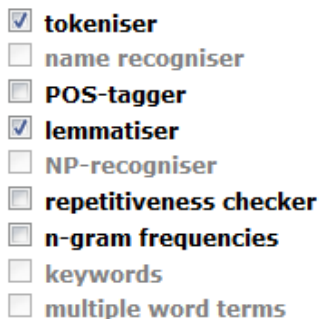 tokeniser
name recogniser
POS-tagger
lemmatiser
NP-recogniser
repetitiveness checker
n-gram frequencies
keywords
multiple word terms